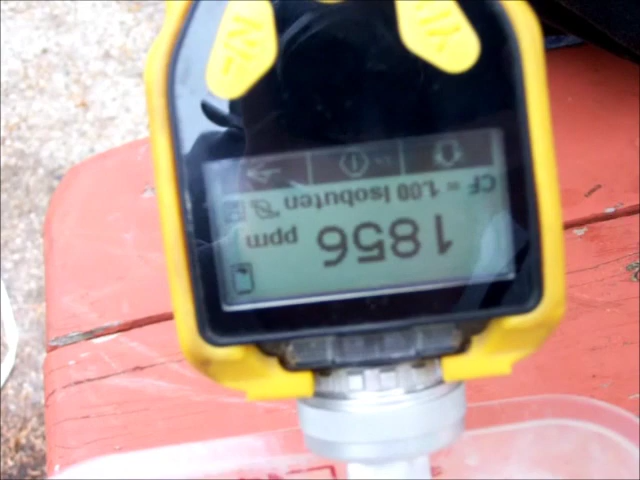 1856 ppm
CF = 1.00 Isobuten
Y/+
N/-